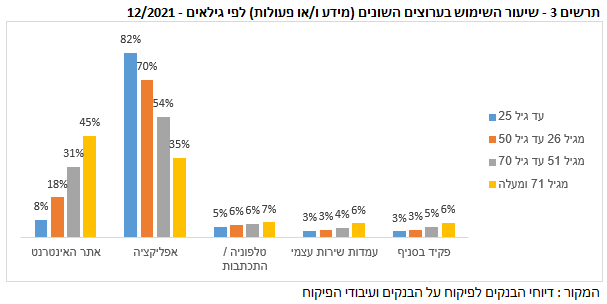 תרשים 3 - שיעור השימוש בערוצים השונים (מידע ו/או פעולות) לפי גילאים - 12/2021
82%
70%
54%
35%
45%
31%
18%
8%
5%
6%
6%
7%
3%
3%
4%
6%
3%
3%
5%
6%
עד גיל 25
מגיל 26 עד גיל 50
מגיל 51 עד גיל 70
מגיל 71 ומעלה
אתר האינטרנט
אפליקציה
טלפוניה /
התכתבות
עמדות שירות עצמי
פקיד בסניף
המקור : דיווחי הבנקים לפיקוח על הבנקים ועיבודי הפיקוח